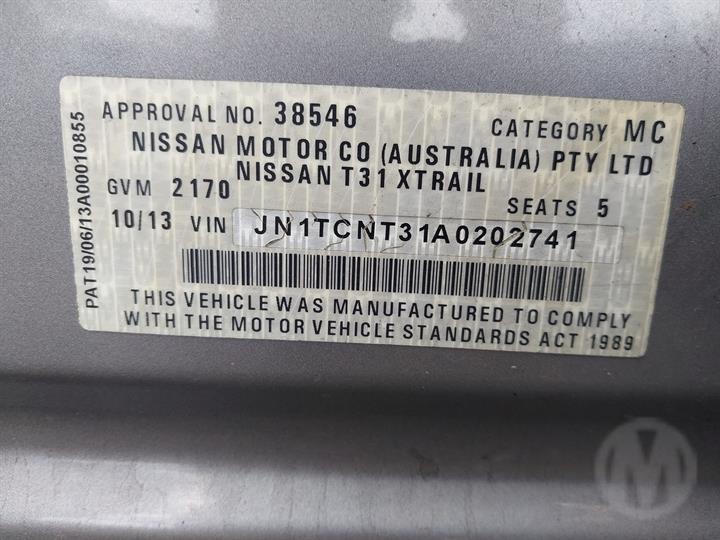 APPROVAL NO. 38546 CATEGORY MC
NISSAN MOTOR CO (AUSTRALIA) PTY LTD
NISSAN T31 XTRAIL
GVM 2170 SEATS 5
10/13 VIN JN1TCNT31A0202741
THIS VEHICLE WAS MANUFACTURED TO COMPLY
WITH THE MOTOR VEHICLE STANDARDS ACT 1989
PAT19/06/13A00010855
M